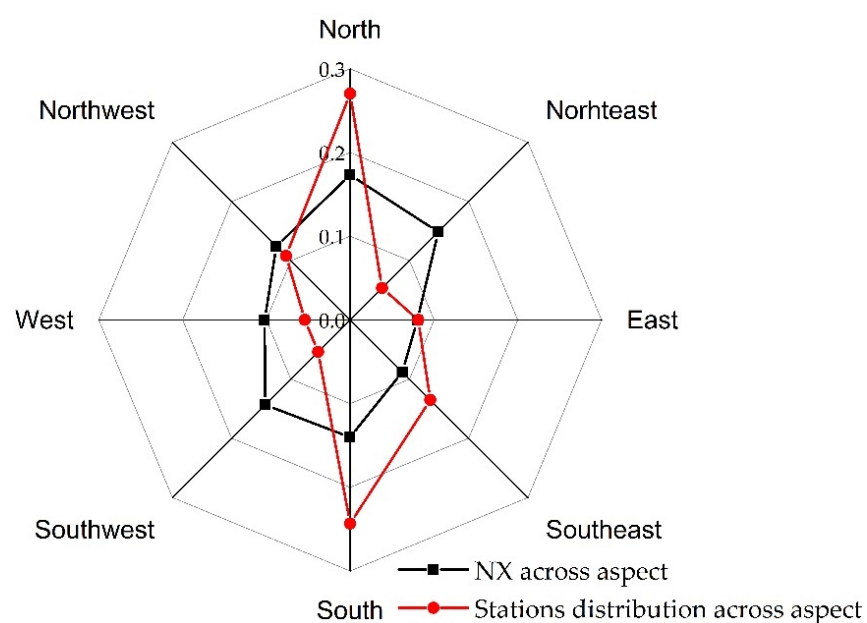 North
0.3
Northwest
Norhteast
0.2
0.1
West
0.0
East
Southwest
Southeast
NX across aspect
South
Stations distribution across aspect